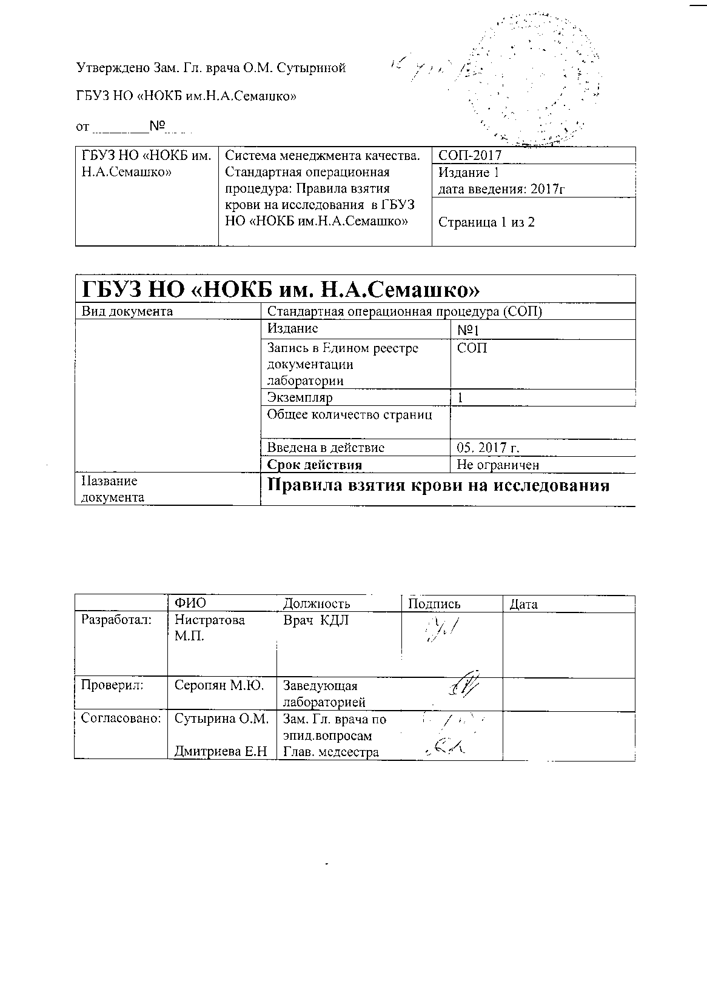 Утверждено Зам. Гл. врача О.М. Сутыриной
ГБУЗ НО «НОКБ им.Н.А.Семашко»
от ________№____
ГБУЗ НО «НОКБ им. Н.А.Семашко»
Система менеджмента качества.
Стандартная операционная
процедура: Правила взятия
крови на исследования в ГБУЗ
НО «НОКБ им.Н.А.Семашко»
СОП-2017
Издание 1
дата введения: 2017г
Страница 1 из 2
ГБУЗ НО «НОКБ им. Н.А.Семашко»
Вид документа
Стандартная операционная процедура (СОП)
Издание
№1
Запись в Едином реестре
документации
лаборатории
СОП
Экземпляр
1
Общее количество страниц
Введена в действие
05. 2017 г.
Срок действия
Не ограничен
Название
документа
Правила взятия крови на исследования
ФИО
Должность
Подпись
Дата
Разработал:
Нистратова
М.П.
Врач КДЛ
Проверил:
Серопян М.Ю.
Заведующая
лабораторией
Согласовано:
Сутырина О.М.
Зам. Гл. врача по
эпид.вопросам
Дмитриева Е.Н
Глав. медсестра